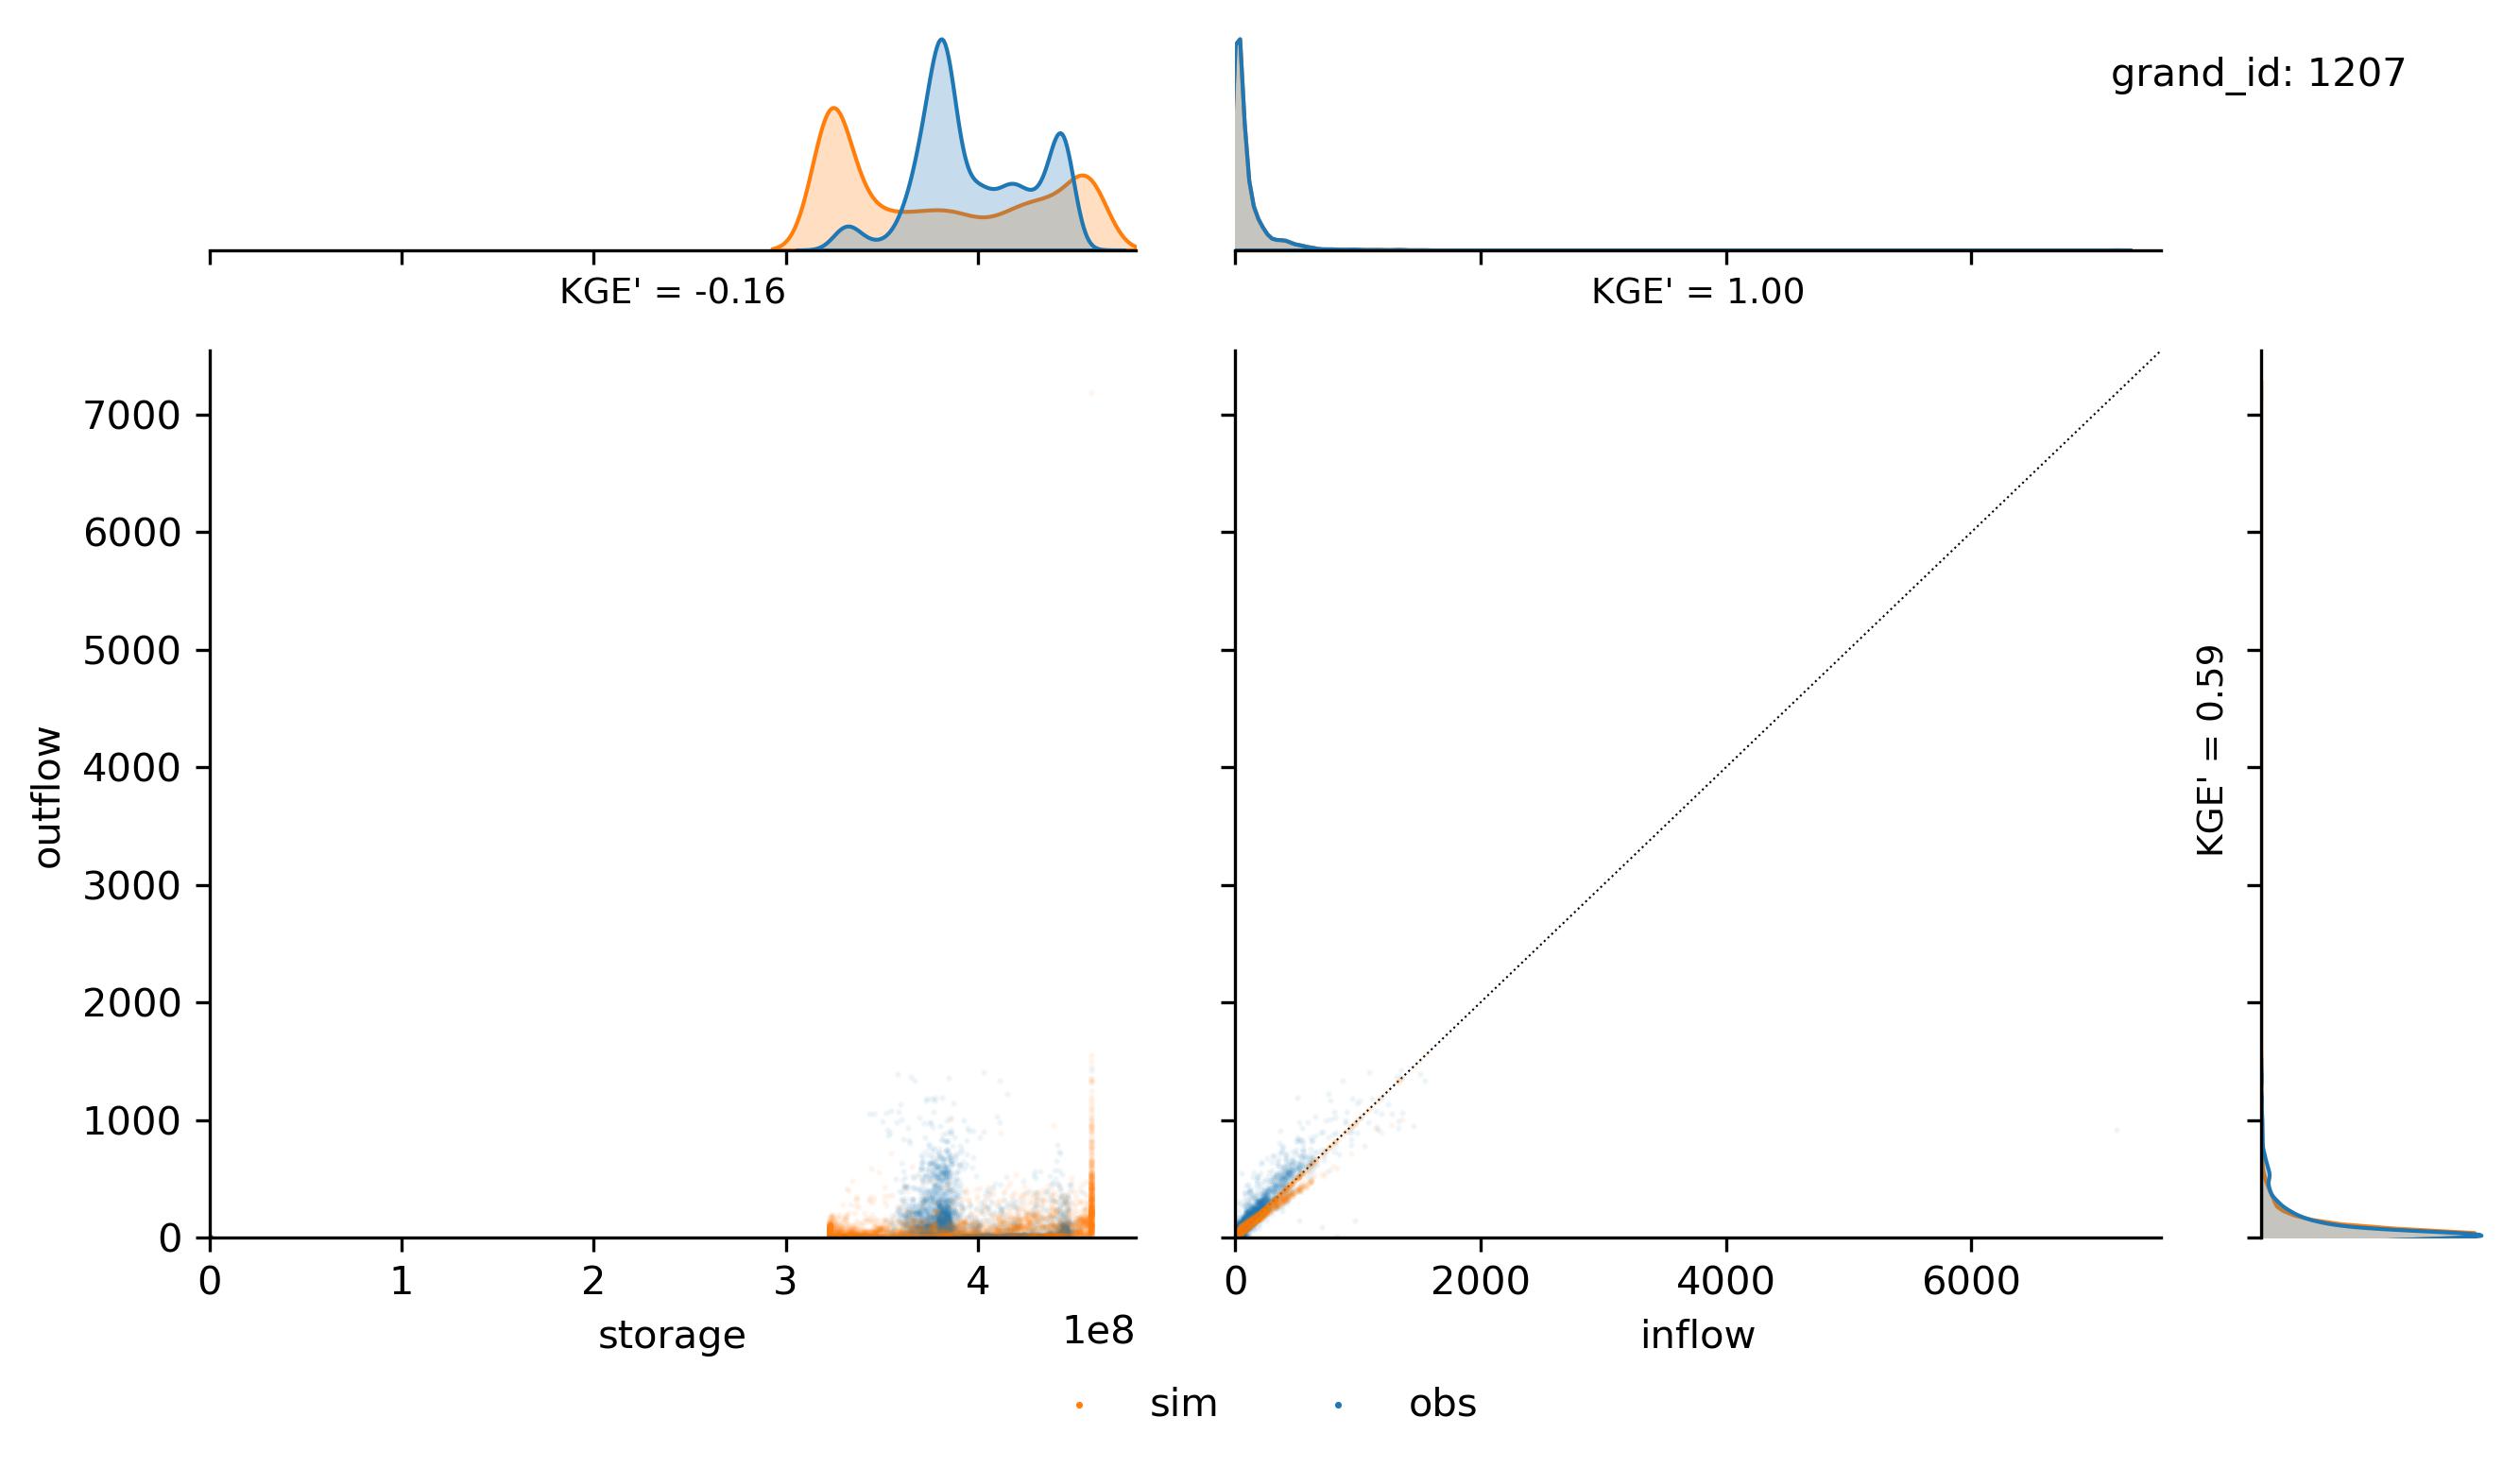 grand_id: 1207
KGE' = -0.16
KGE' = 1.00
7000
6000
5000
4000
3000
2000
1000
0
outflow
KGE' = 0.59
0 1 2 3 4
0 2000 4000 6000
storage
1e8
inflow
sim
obs